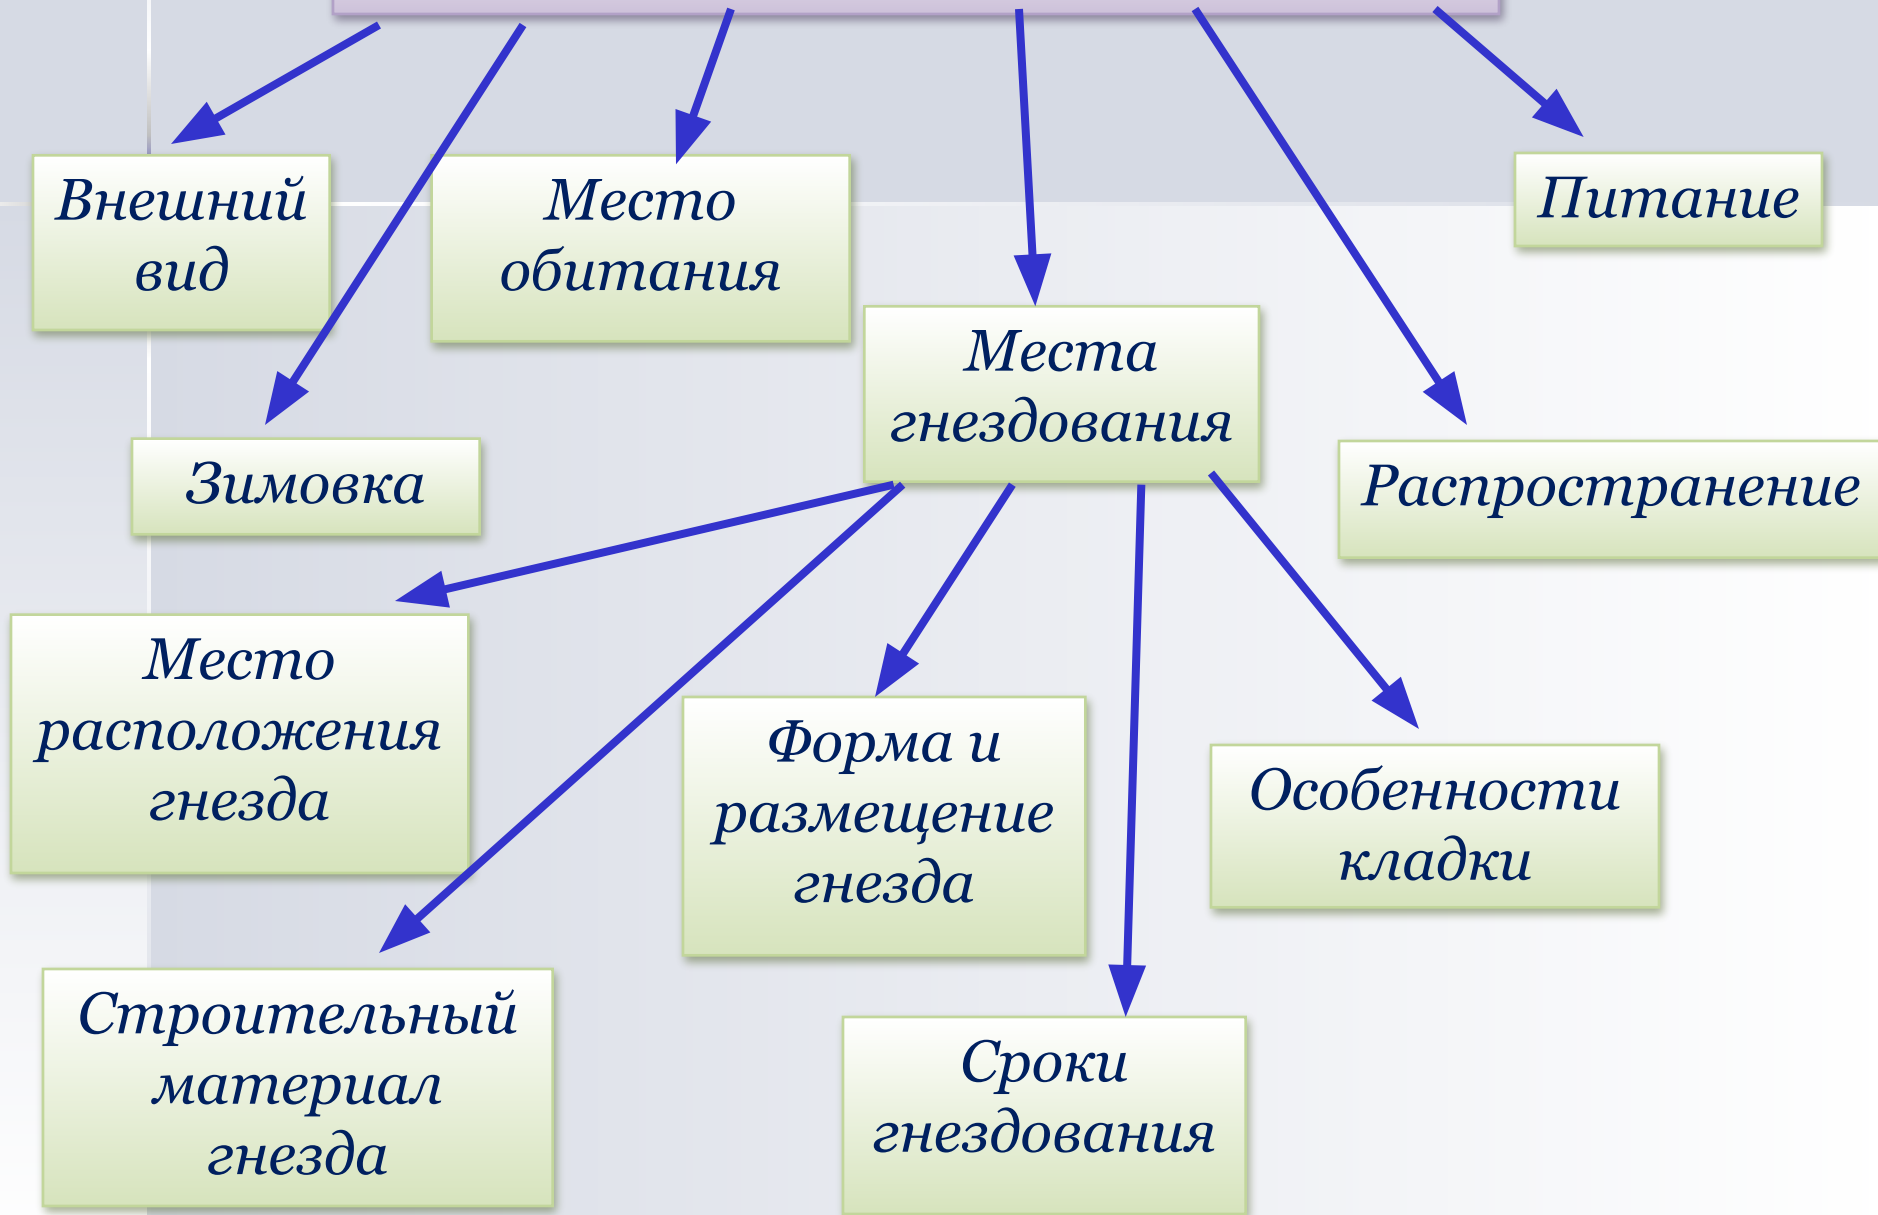 Внешний
вид
Место
обитания
Питание
Места
гнездования
Зимовка
Распространение
Место
расположения
гнезда
Форма и
размещение
гнезда
Особенности
кладки
Строительный
материал
гнезда
Сроки
гнездования